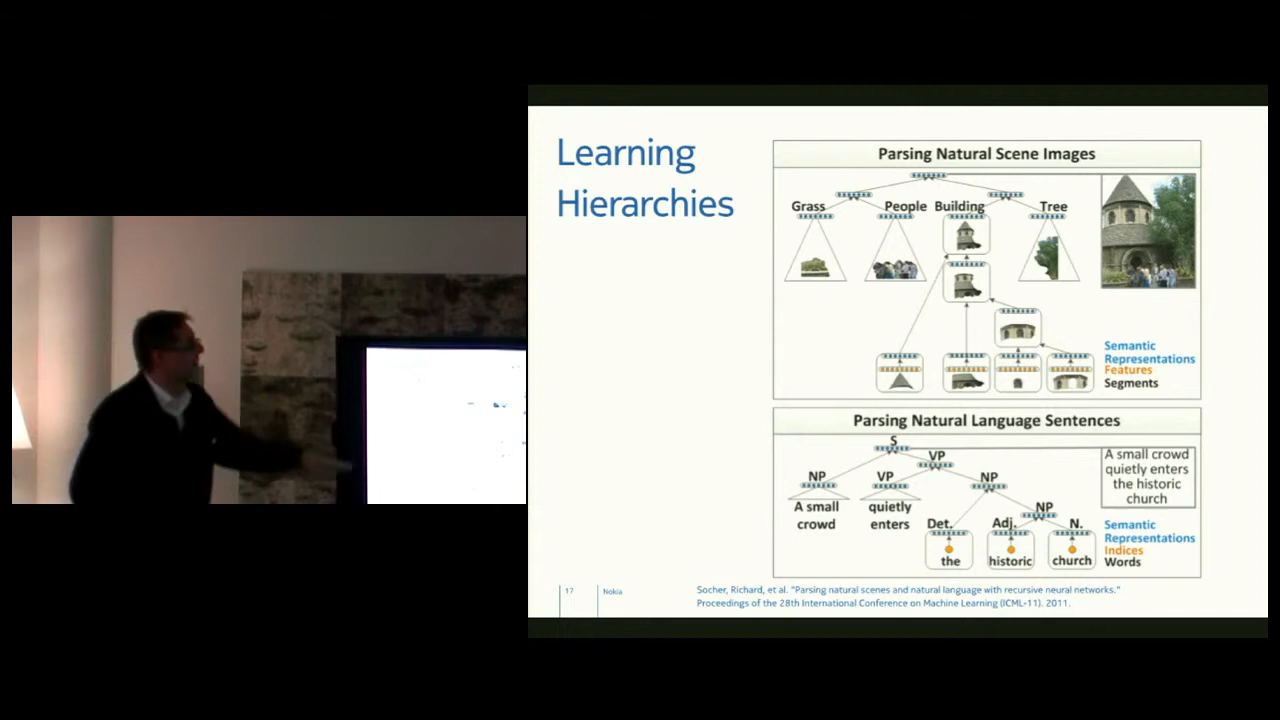 Learning
Hierarchies
Parsing Natural Scene Images
Grass
People
Building
Tree
Semantic
Representations
Features
Segments
Parsing Natural Language Sentences
S
VP
NP
VP
NP
NP
A small
crowd
quietly
enters
Det.
Adj.
N.
the
historic
church
A small crowd
quietly enters
the historic
church
Semantic
Representations
Indices
Words
17
Nokia
Socher, Richard, et al. "Parsing natural scenes and natural language with recursive neural networks."
Proceedings of the 28th International Conference on Machine Learning (ICML-11). 2011.